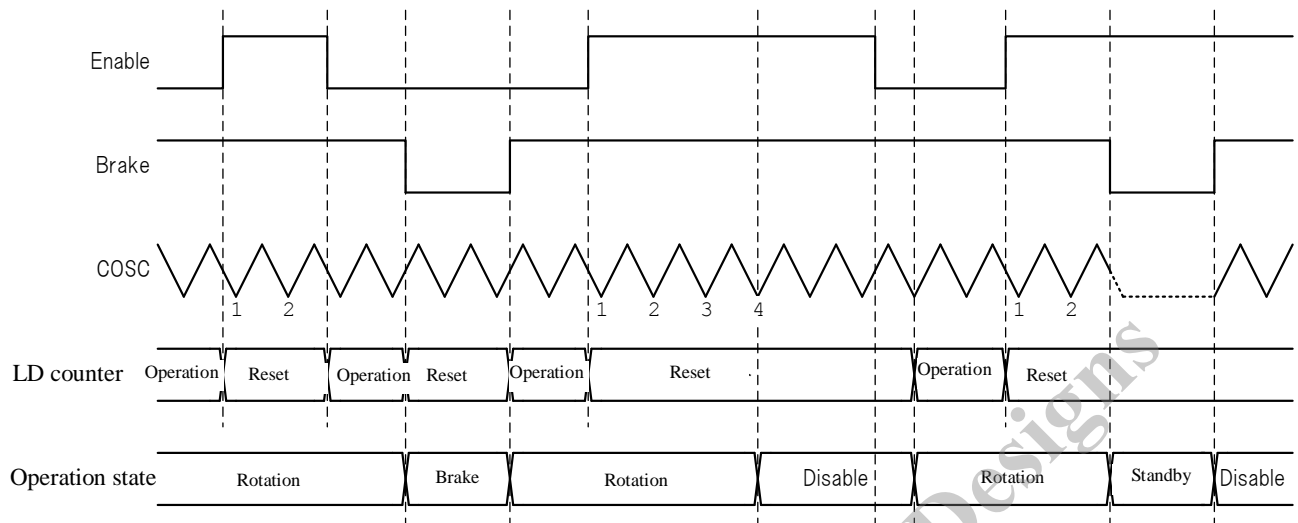 Enable
Brake
COSC
1 2 1 2 3 4 1 2
LD counter Operation Reset Operation Reset Operation Reset . Operation Reset
Operation state Rotation Brake Rotation Disable Rotation Standby Disable
Designs